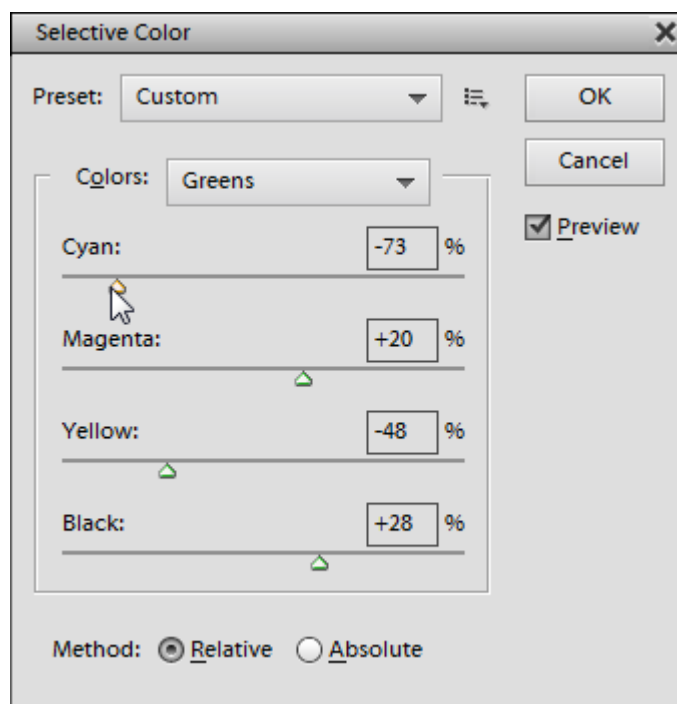 Selective Color
Preset: Custom
OK
Cancel
Preview
Colors: Greens
Cyan: -73 %
Magenta: +20 %
Yellow: -48 %
Black: +28 %
Method: Relative Absolute